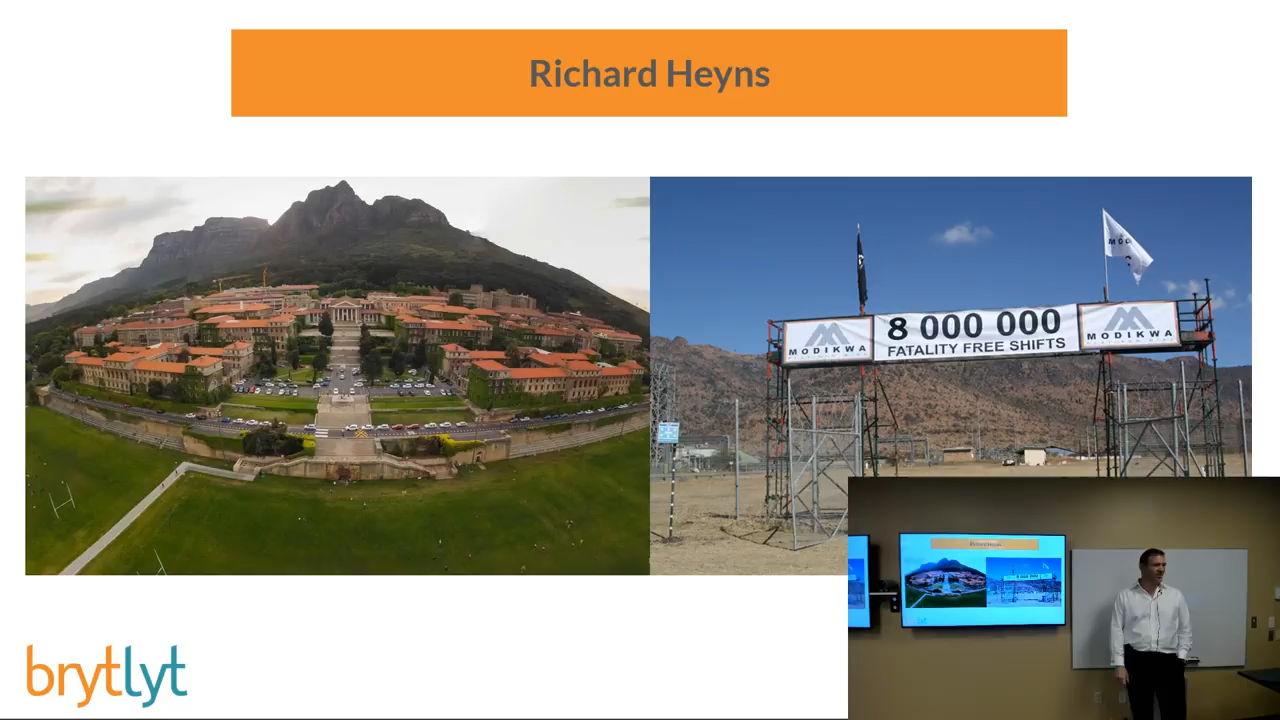 Richard Heyns
MODIKWA
8 000 000
FATALITY FREE SHIFTS
MODIKWA
brytlyt